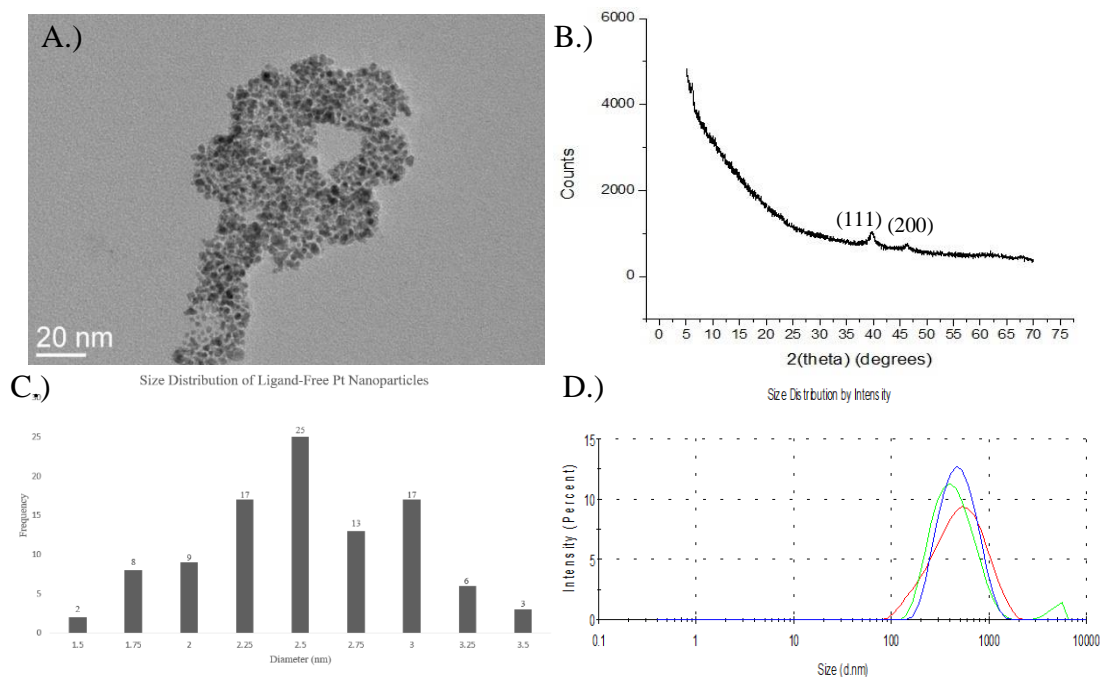 A.)
20 nm
B.)
6000
4000
2000
0
Counts
(111) (200)
0 5 10 15 20 25 30 35 40 45 50 55 60 65 70 75
2(theta) (degrees)
C.)
Size Distribution of Ligand-Free Pt Nanoparticles
30
25
20
15
10
5
0
Frequency
2 8 9 17 25 13 17 6 3
1.5 1.75 2 2.25 2.5 2.75 3 3.25 3.5
Diameter (nm)
D.)
Size Distribution by Intensity
15
10
5
0
Intensity (Percent)
0.1 1 10 100 1000 10000
Size (d.nm)